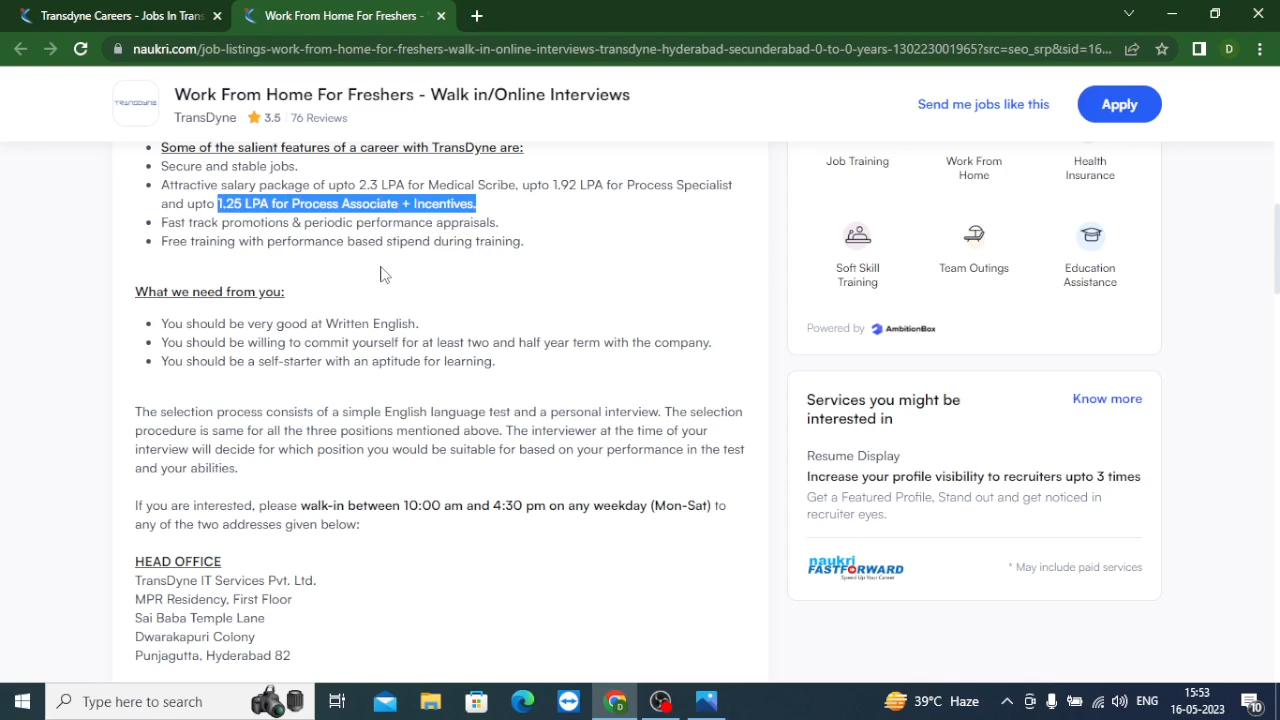 Transdyne Careers - Jobs In Trans
Work From Home For Freshers -
naukri.com/job-listings-work-from-home-for-freshers-walk-in-online-interviews-transdyne-hyderabad-secunderabad-0-to-0-years-130223001965?src=seo_srp&sid=16...
D
TRANSDYNE
Work From Home For Freshers - Walk in/Online Interviews
TransDyne 3.5 76 Reviews
Send me jobs like this
Apply
Some of the salient features of a career with TransDyne are:
Secure and stable jobs.
Attractive salary package of upto 2.3 LPA for Medical Scribe, upto 1.92 LPA for Process Specialist
and upto 1.25 LPA for Process Associate + Incentives.
Fast track promotions & periodic performance appraisals.
Free training with performance based stipend during training.
What we need from you:
You should be very good at Written English.
You should be willing to commit yourself for at least two and half year term with the company.
You should be a self-starter with an aptitude for learning.
The selection process consists of a simple English language test and a personal interview. The selection
procedure is same for all the three positions mentioned above. The interviewer at the time of your
interview will decide for which position you would be suitable for based on your performance in the test
and your abilities.
If you are interested, please walk-in between 10:00 am and 4:30 pm on any weekday (Mon-Sat) to
any of the two addresses given below:
HEAD OFFICE
TransDyne IT Services Pvt. Ltd.
MPR Residency, First Floor
Sai Baba Temple Lane
Dwarakapuri Colony
Punjagutta, Hyderabad 82
Job Training
Work From
Home
Health
Insurance
Soft Skill
Training
Team Outings
Education
Assistance
Powered by AmbitionBox
Services you might be
interested in
Know more
Resume Display
Increase your profile visibility to recruiters upto 3 times
Get a Featured Profile, Stand out and get noticed in
recruiter eyes.
naukri
FASTFORWARD
Speed Up Your Career
* May include paid services
Type here to search
39°C Haze
ENG
15:53
16-05-2023
10